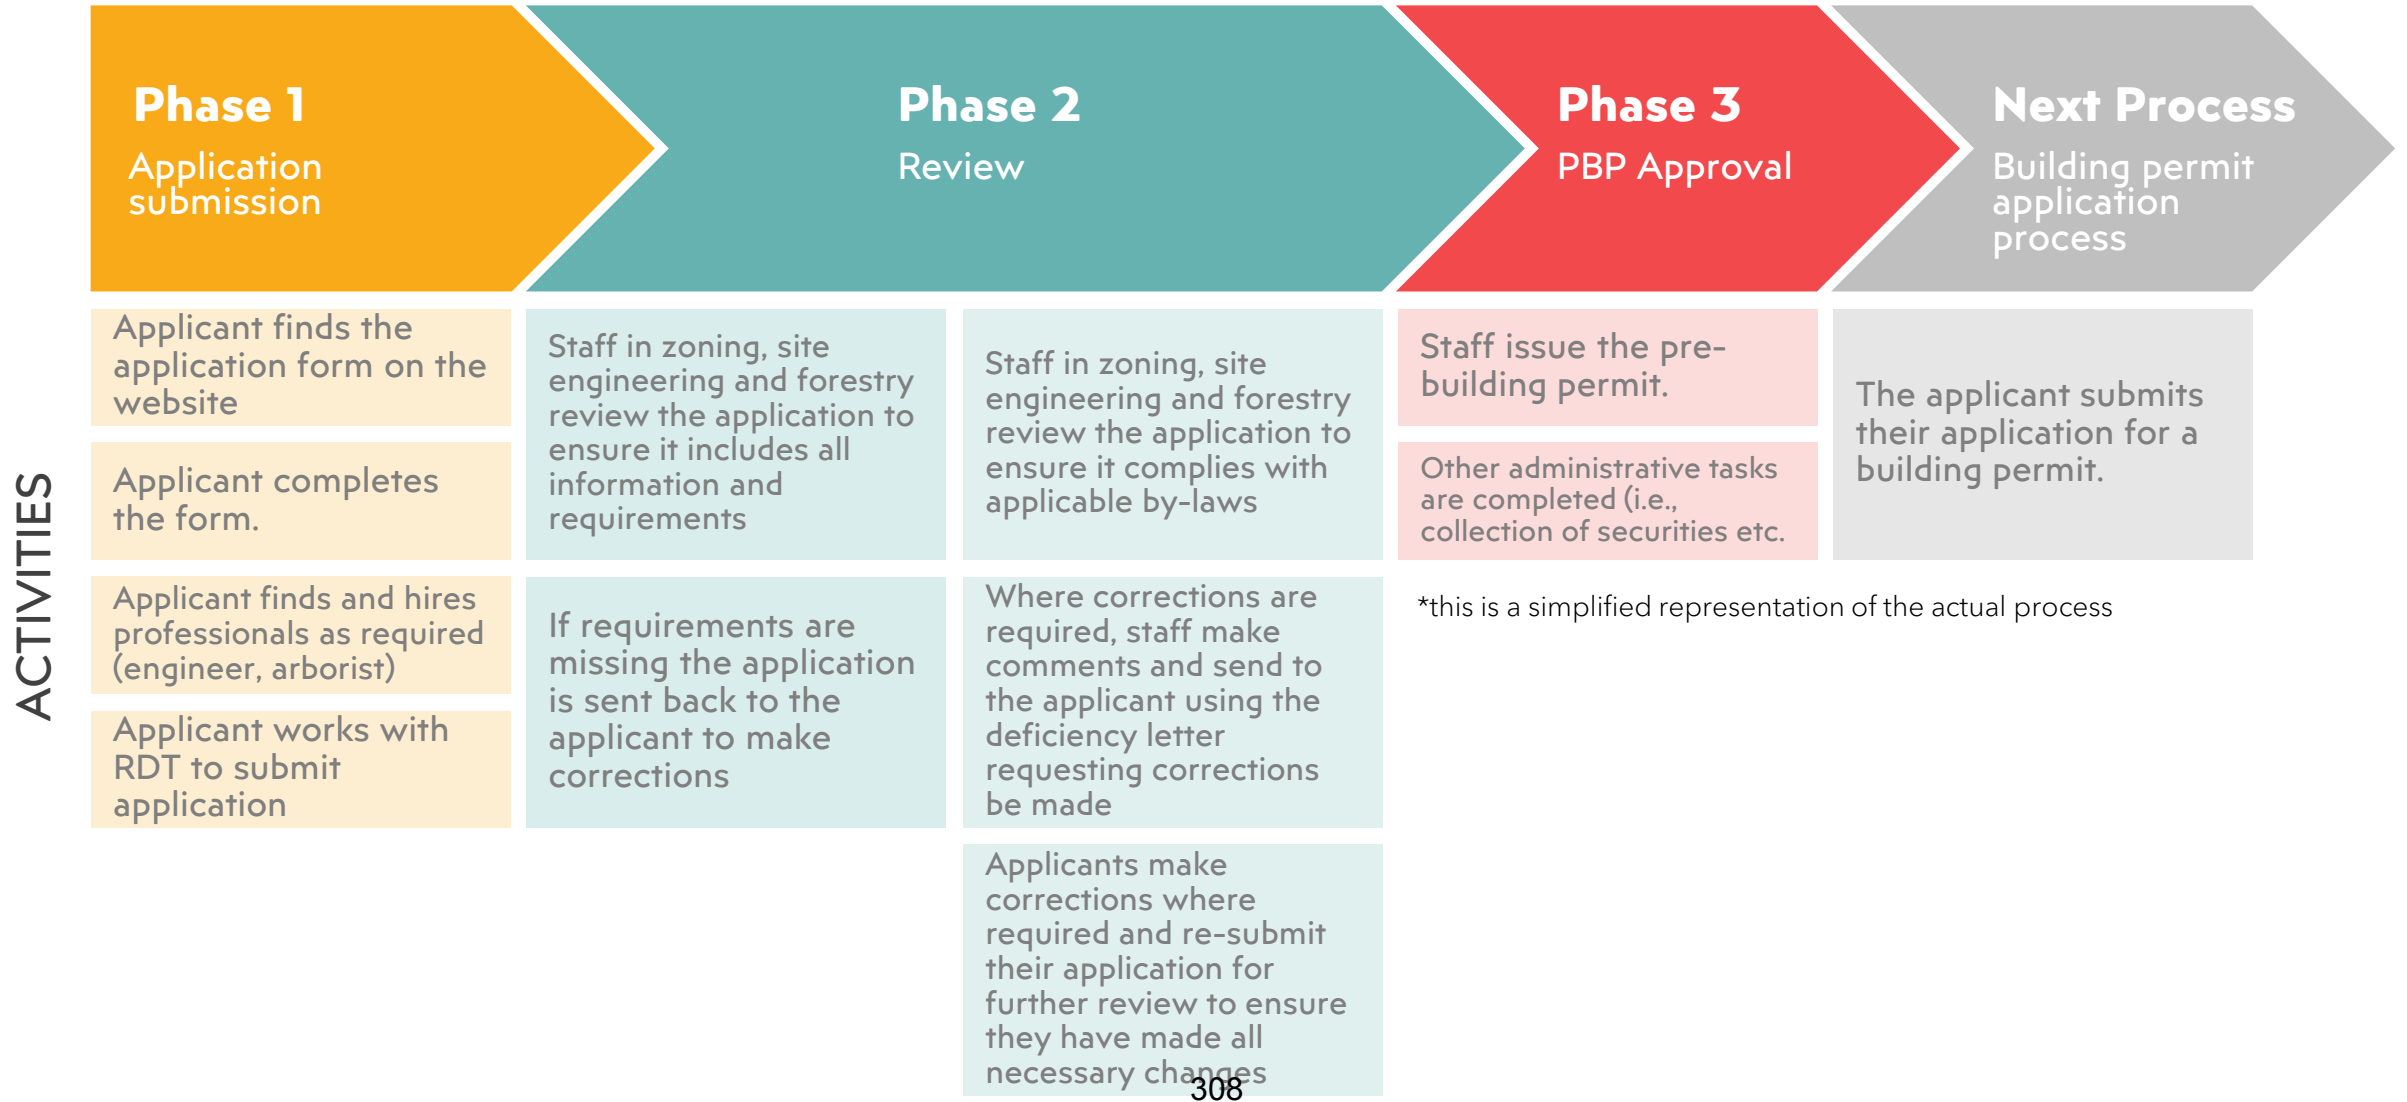 Phase 1
Application
submission
Phase 2
Review
Phase 3
PBP Approval
Next Process
Building permit
application
process
ACTIVITIES
Applicant finds the
application form on the
website
Applicant completes
the form.
Applicant finds and hires
professionals as required
(engineer, arborist)
Applicant works with
RDT to submit
application
Staff in zoning, site
engineering and forestry
review the application to
ensure it includes all
information and
requirements
If requirements are
missing the application
is sent back to the
applicant to make
corrections
Staff in zoning, site
engineering and forestry
review the application to
ensure it complies with
applicable by-laws
Where corrections are
required, staff make
comments and send to
the applicant using the
deficiency letter
requesting corrections
be made
Applicants make
corrections where
required and re-submit
their application for
further review to ensure
they have made all
necessary changes
Staff issue the pre-
building permit.
Other administrative tasks
are completed (i.e.,
collection of securities etc.
The applicant submits
their application for a
building permit.
*this is a simplified representation of the actual process
308